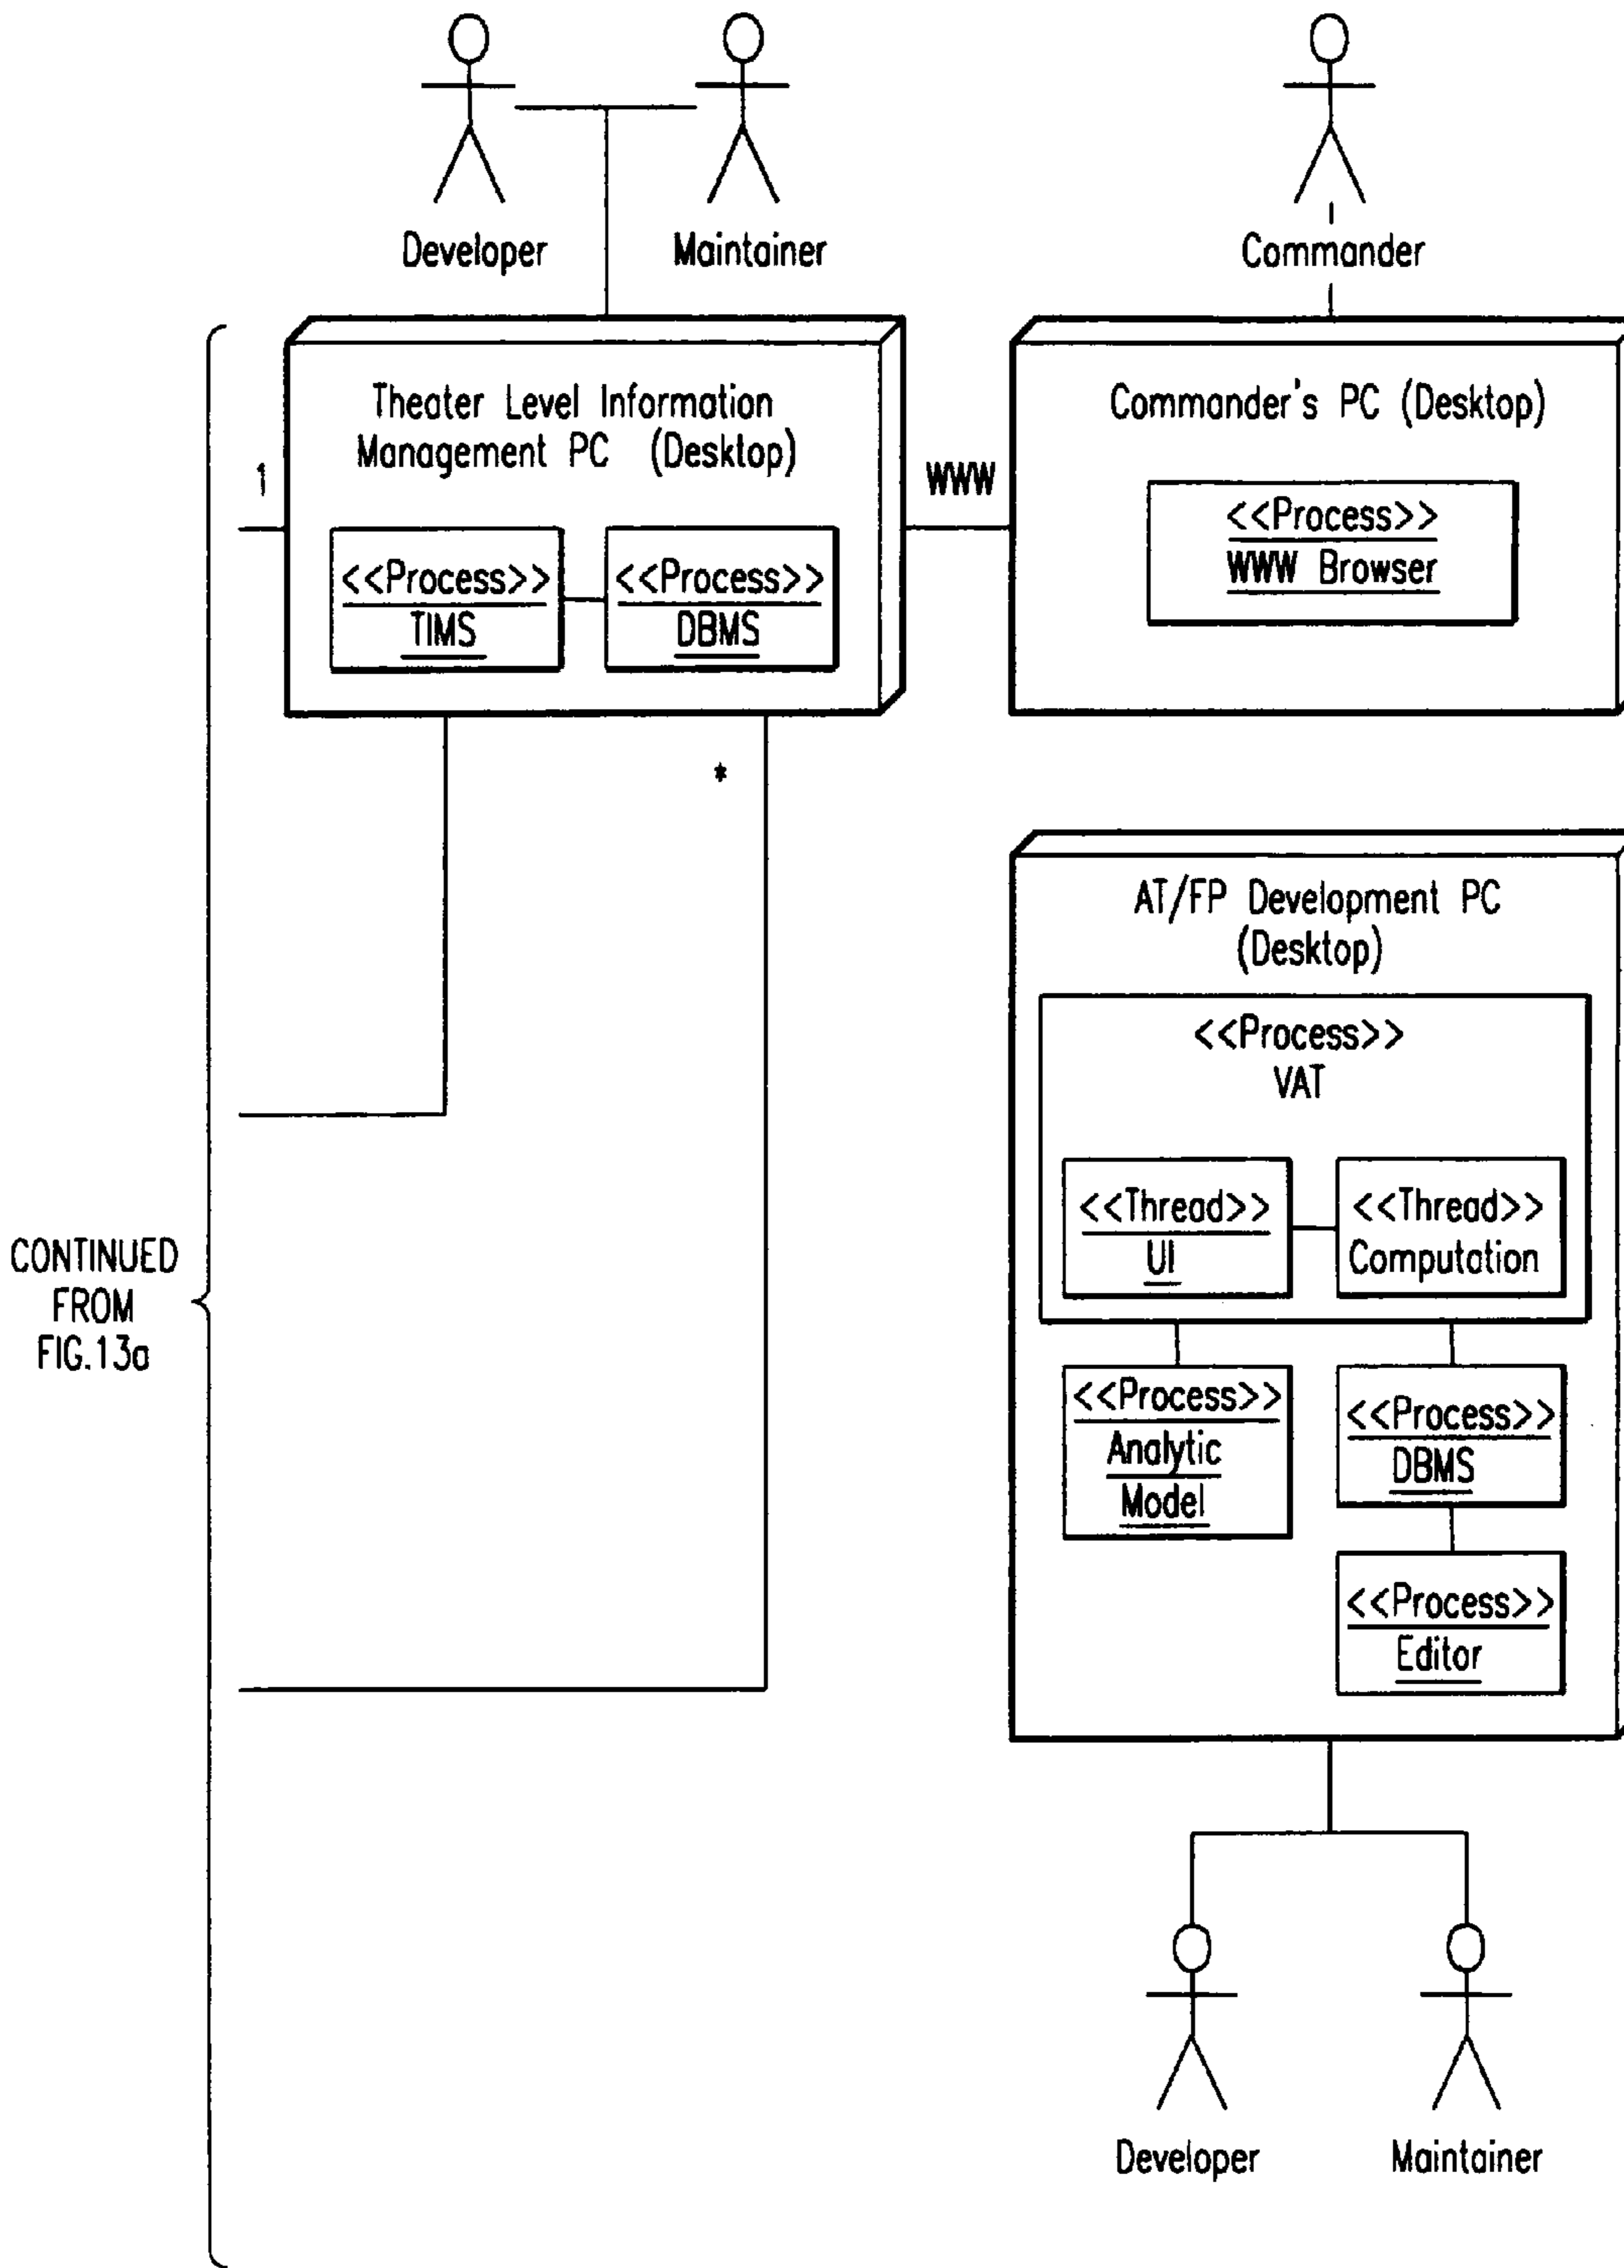 Developer
Maintainer
Commander
Theater Level Information
Management PC (Desktop)
1
<<Process>>
TIMS
<<Process>>
DBMS
*
WWW
Commander's PC (Desktop)
<<Process>>
WWW Browser
AT/FP Development PC
(Desktop)
<<Process>>
VAT
<<Thread>>
UI
<<Thread>>
Computation
<<Process>>
Analytic
Model
<<Process>>
DBMS
<<Process>>
Editor
CONTINUED
FROM
FIG.13a
Developer
Maintainer